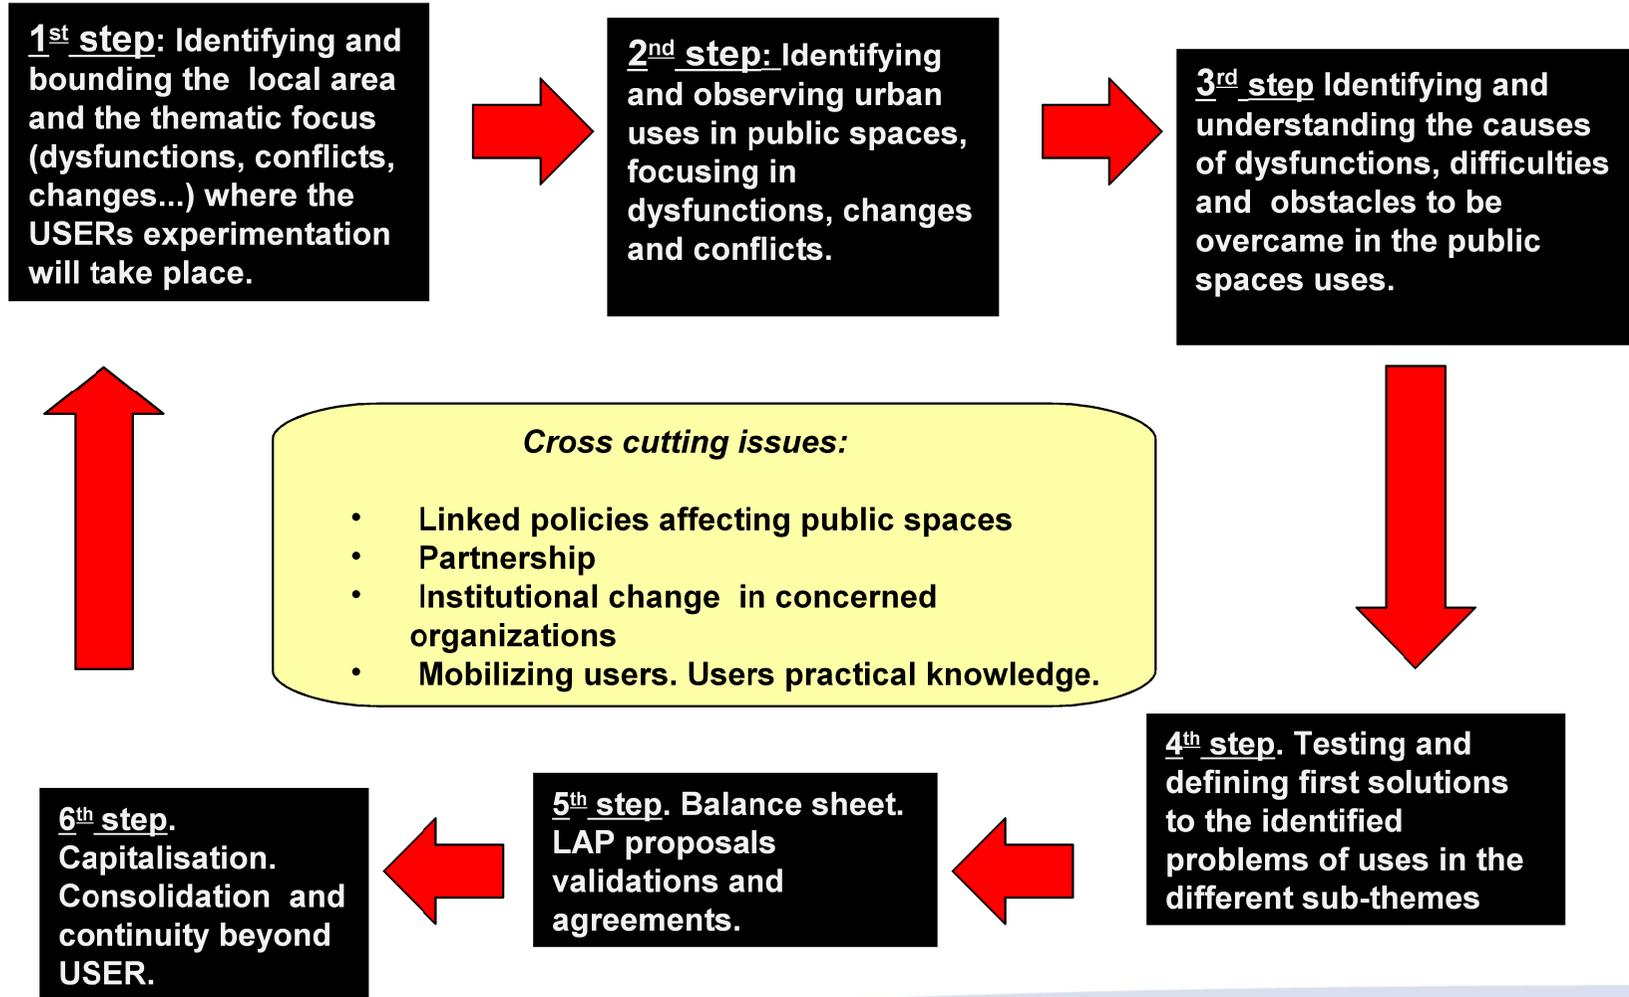 1st step: Identifying and
bounding the local area
and the thematic focus
(dysfunctions, conflicts,
changes...) where the
USERs experimentation
will take place.
2nd step: Identifying
and observing urban
uses in public spaces,
focusing in
dysfunctions, changes
and conflicts.
3rd step Identifying and
understanding the causes
of dysfunctions, difficulties
and obstacles to be
overcame in the public
spaces uses.
Cross cutting issues:
• Linked policies affecting public spaces
• Partnership
• Institutional change in concerned
organizations
• Mobilizing users. Users practical knowledge.
4th step. Testing and
defining first solutions
to the identified
problems of uses in the
different sub-themes
5th step. Balance sheet.
LAP proposals
validations and
agreements.
6th step.
Capitalisation.
Consolidation and
continuity beyond
USER.